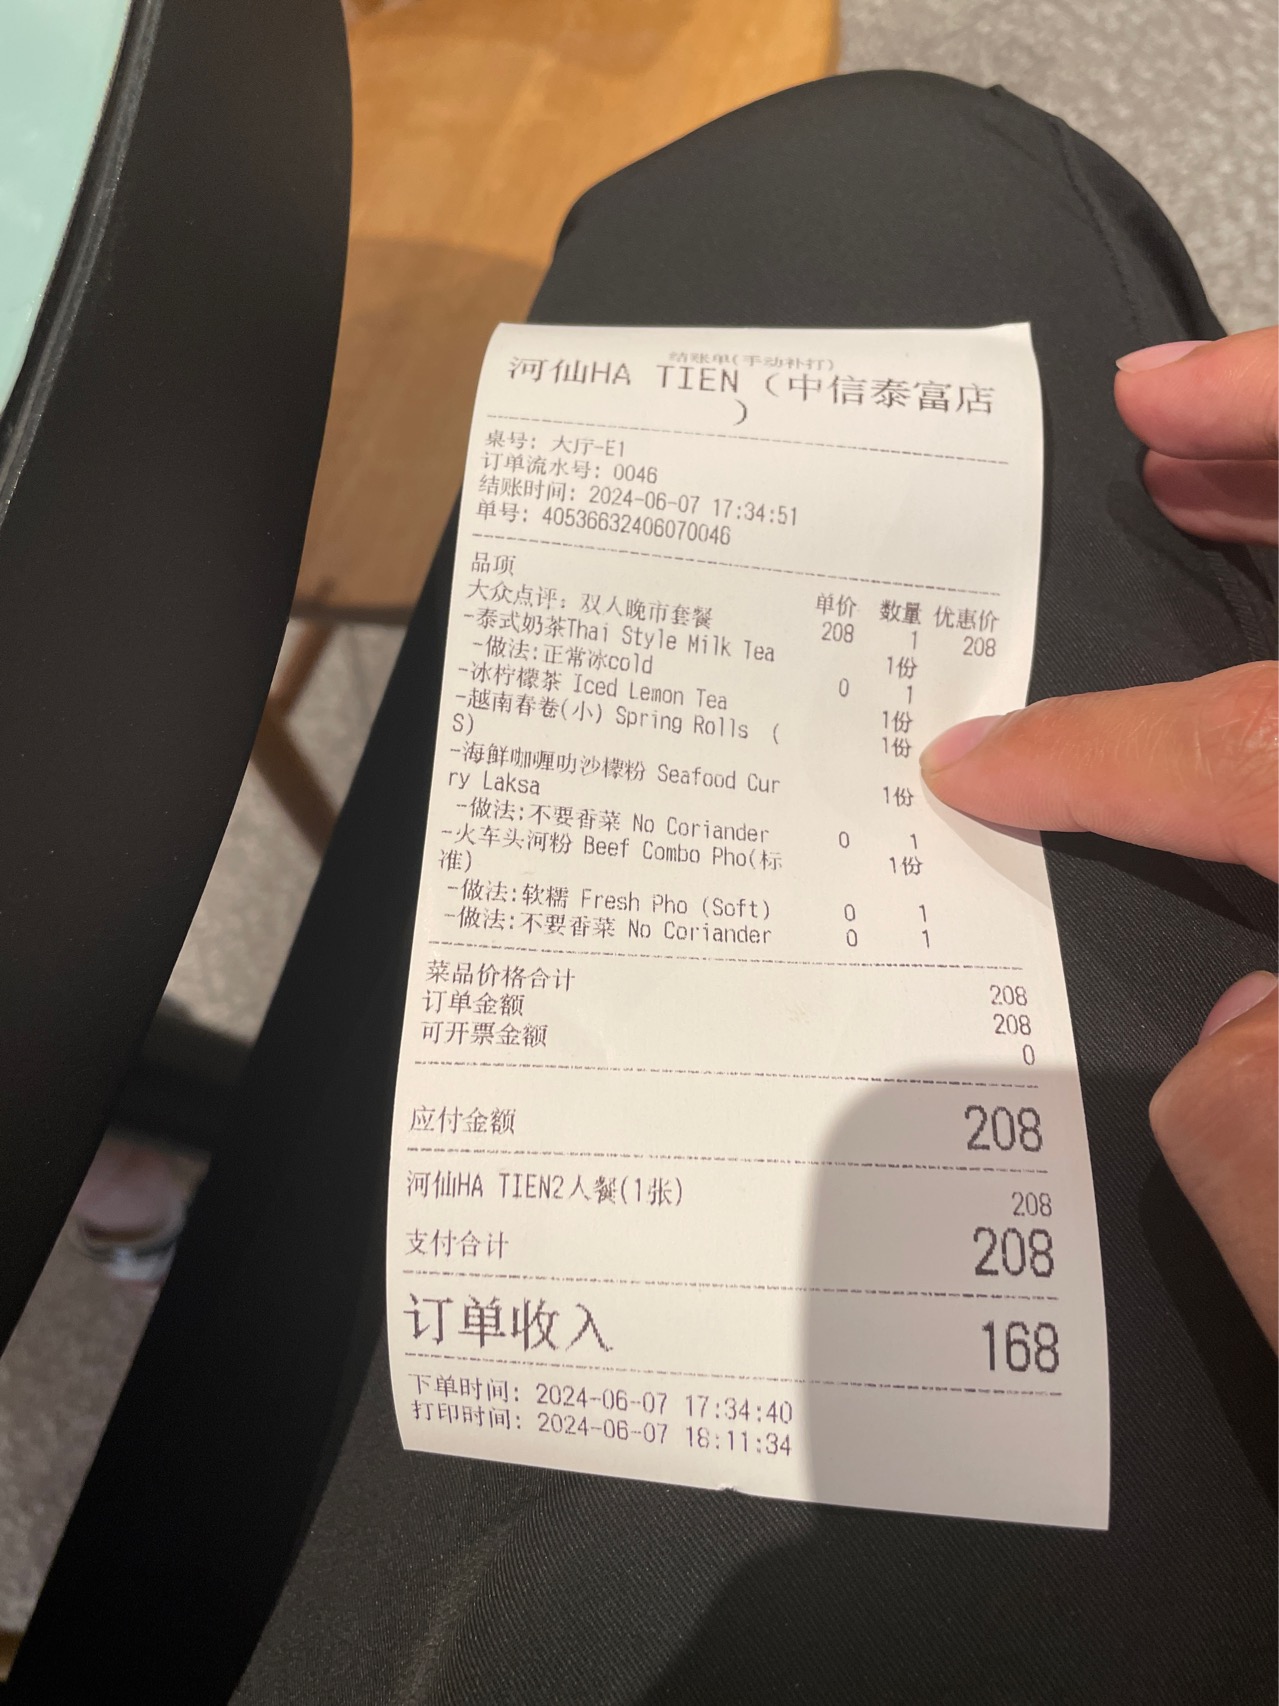 结账单(手动补打)
河仙HA TIEN (中信泰富店
)
桌号: 大厅-E1
订单流水号: 0046
结账时间: 2024-06-07 17:34:51
单号: 40536632406070046
品项 单价 数量 优惠价
大众点评: 双人晚市套餐 208 1 208
-泰式奶茶Thai Style Milk Tea 1份
-做法:正常冰cold 0 1
-冰柠檬茶 Iced Lemon Tea 1份
-越南春卷(小) Spring Rolls ( 1份
S)
-海鲜咖喱叻沙檬粉 Seafood Cur 1份
ry Laksa
-做法:不要香菜 No Coriander 0 1
-火车头河粉 Beef Combo Pho(标 1份
准)
-做法:软糯 Fresh Pho (Soft) 0 1
-做法:不要香菜 No Coriander 0 1
菜品价格合计 208
订单金额 208
可开票金额 0
应付金额 208
河仙HA TIEN2人餐(1张) 208
支付合计 208
订单收入 168
下单时间: 2024-06-07 17:34:40
打印时间: 2024-06-07 18:11:34